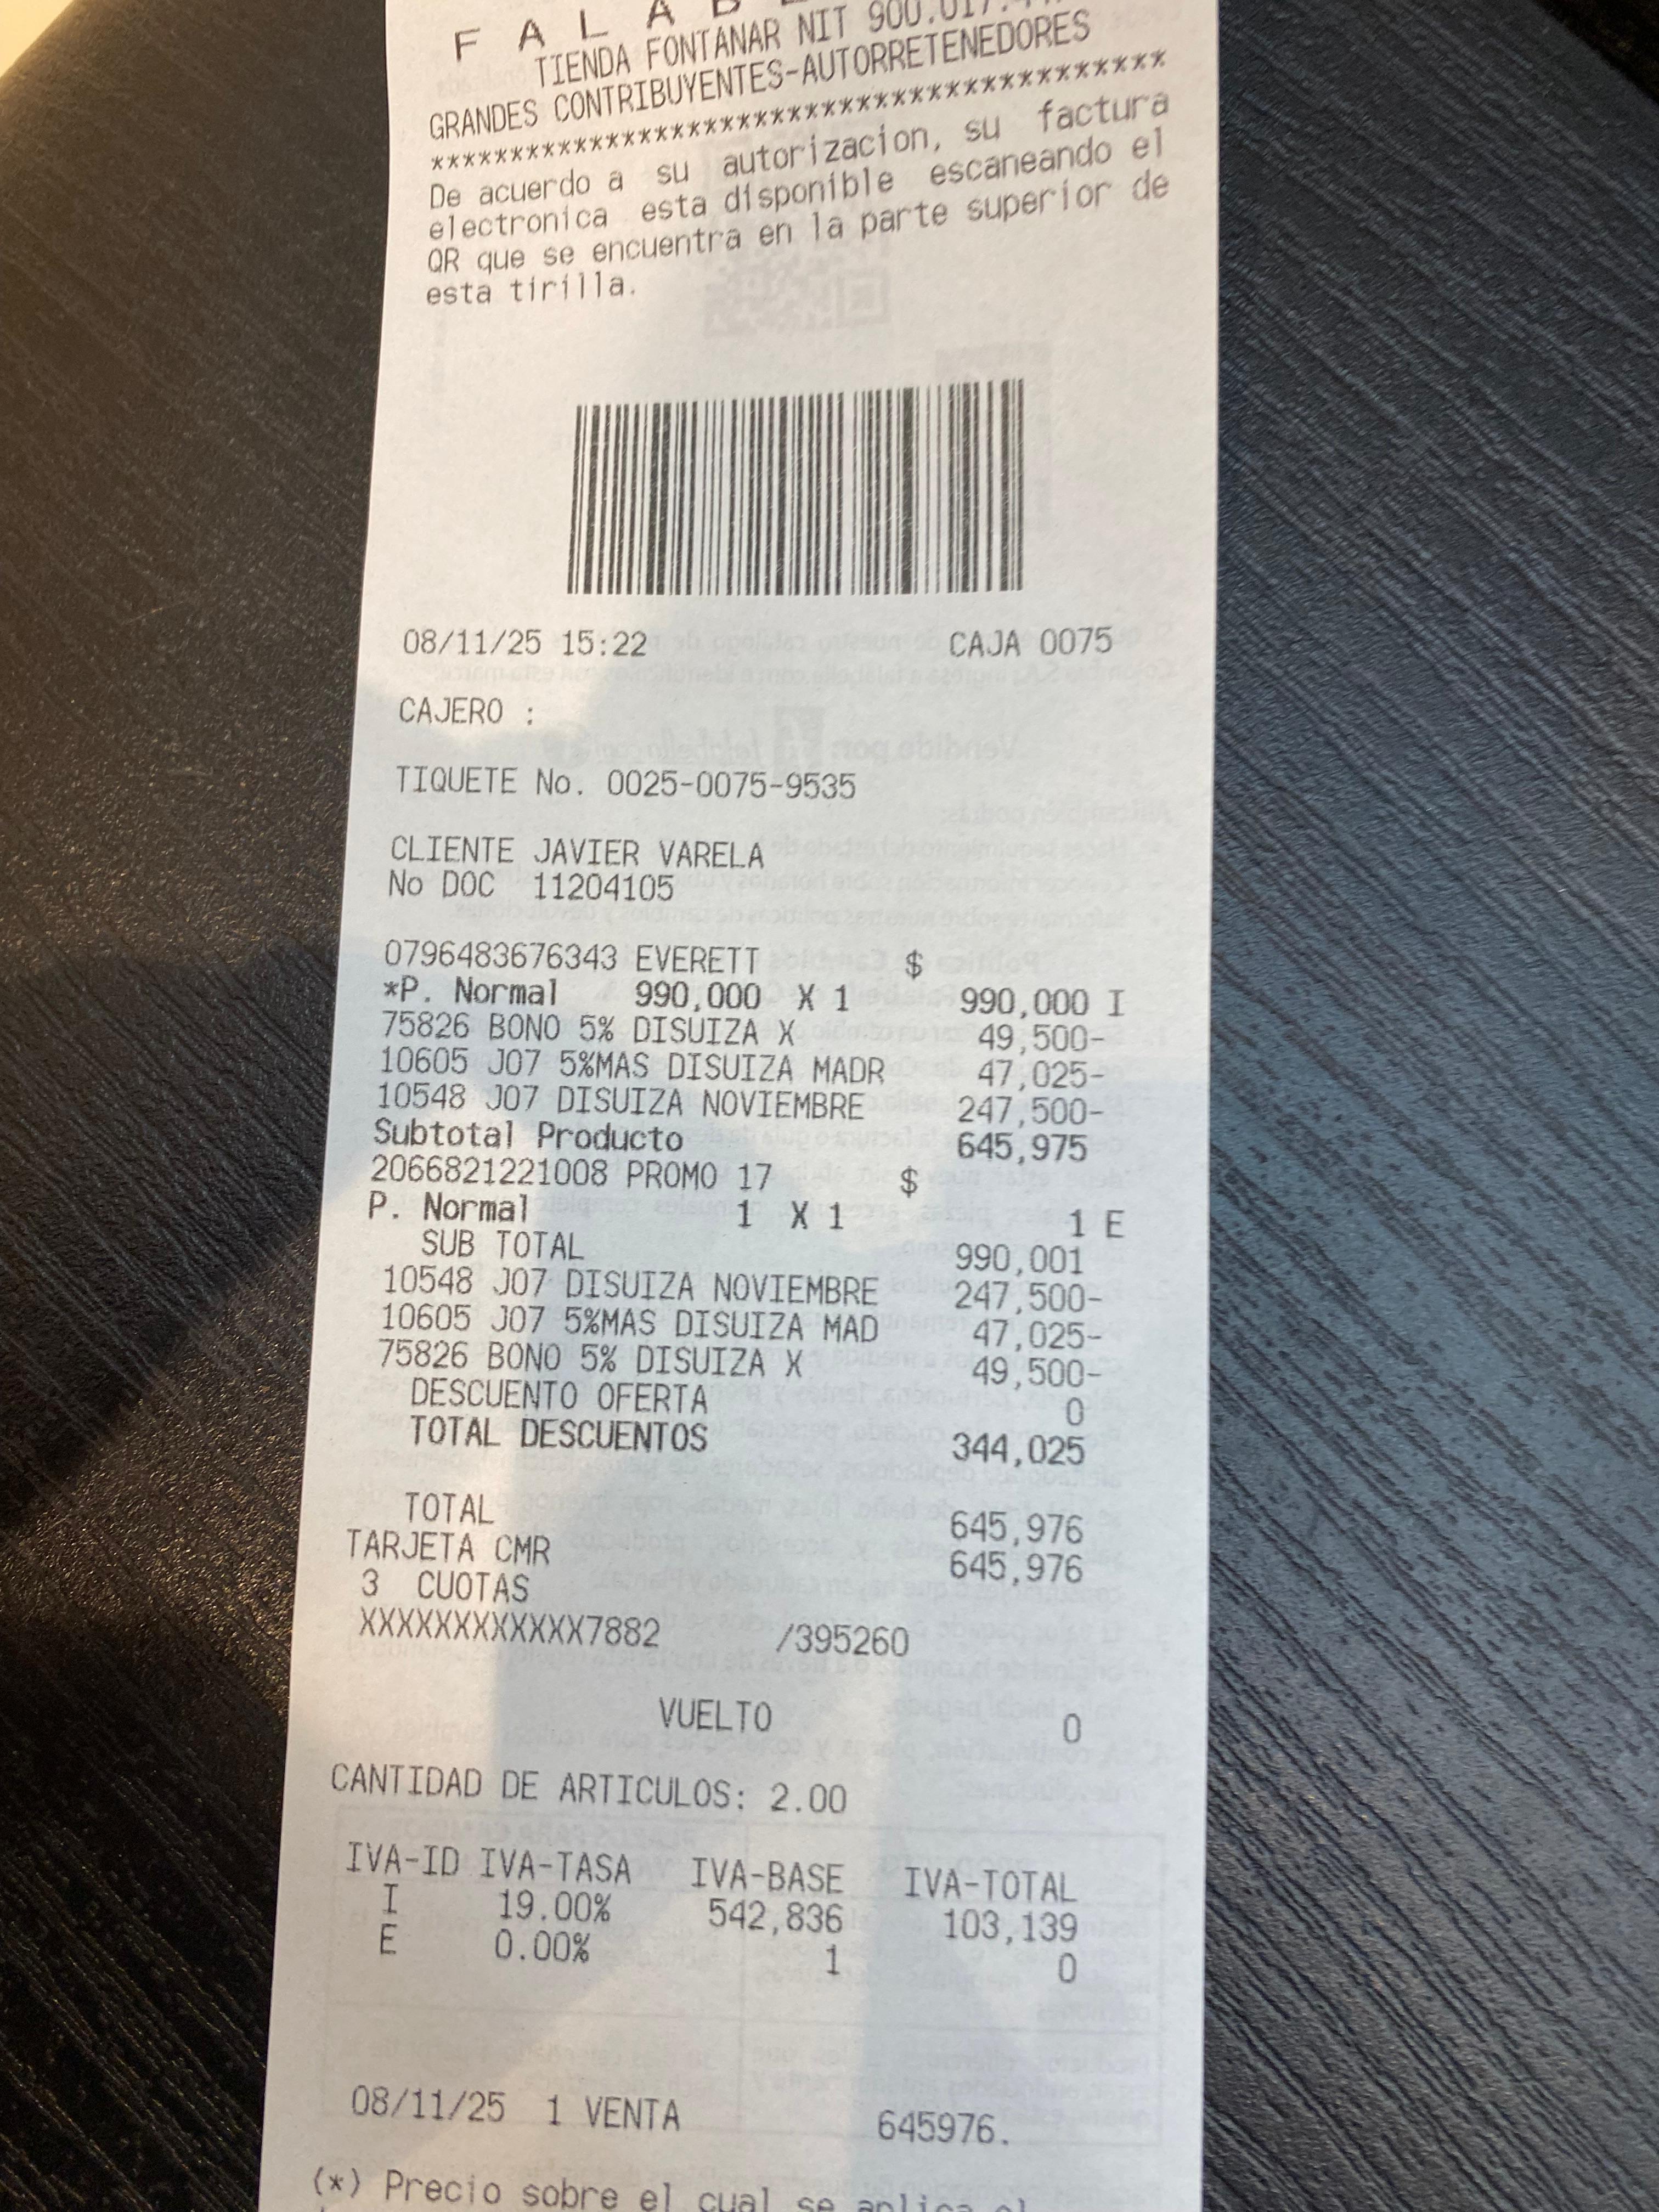 F A L A B
TIENDA FONTANAR NIT 900.017.
GRANDES CONTRIBUYENTES-AUTORRETENEDORES
****************************************
De acuerdo a su autorizacion, su factura
electronica esta disponible escaneando el
QR que se encuentra en la parte superior de
esta tirilla.
08/11/25 15:22 CAJA 0075
CAJERO :
TIQUETE No. 0025-0075-9535
CLIENTE JAVIER VARELA
No DOC 11204105
0796483676343 EVERETT $
*P. Normal 990,000 X 1 990,000 I
75826 BONO 5% DISUIZA X 49,500-
10605 J07 5%MAS DISUIZA MADR 47,025-
10548 J07 DISUIZA NOVIEMBRE 247,500-
Subtotal Producto 645,975
2066821221008 PROMO 17 $
P. Normal 1 X 1 1 E
SUB TOTAL 990,001
10548 J07 DISUIZA NOVIEMBRE 247,500-
10605 J07 5%MAS DISUIZA MAD 47,025-
75826 BONO 5% DISUIZA X 49,500-
DESCUENTO OFERTA 0
TOTAL DESCUENTOS 344,025
TOTAL 645,976
TARJETA CMR 645,976
3 CUOTAS
XXXXXXXXXXXX7882 /395260
VUELTO 0
CANTIDAD DE ARTICULOS: 2.00
IVA-ID IVA-TASA IVA-BASE IVA-TOTAL
I 19.00% 542,836 103,139
E 0.00% 1 0
08/11/25 1 VENTA 645976.
(*) Precio sobre el cual se aplica el